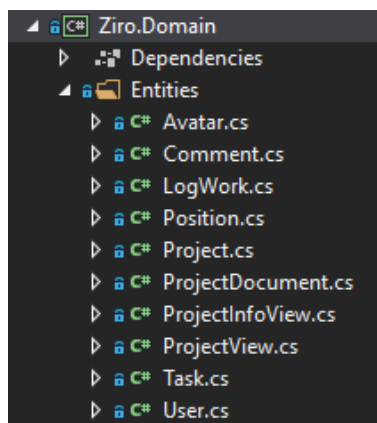 C# Ziro.Domain
Dependencies
Entities
C# Avatar.cs
C# Comment.cs
C# LogWork.cs
C# Position.cs
C# Project.cs
C# ProjectDocument.cs
C# ProjectInfoView.cs
C# ProjectView.cs
C# Task.cs
C# User.cs